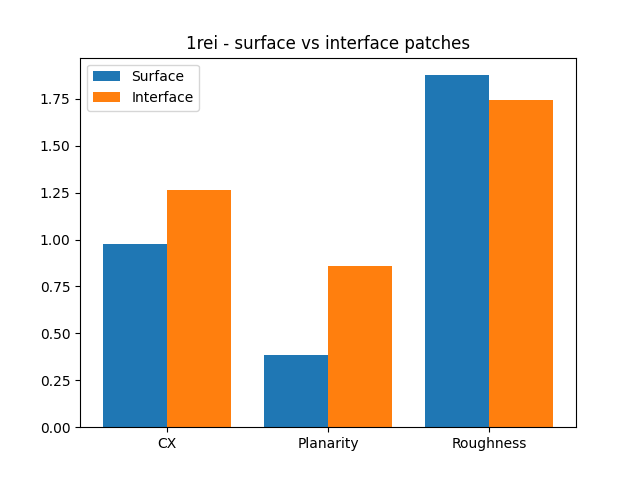 1rei - surface vs interface patches
Surface
Interface
1.75
1.50
1.25
1.00
0.75
0.50
0.25
0.00
CX Planarity Roughness